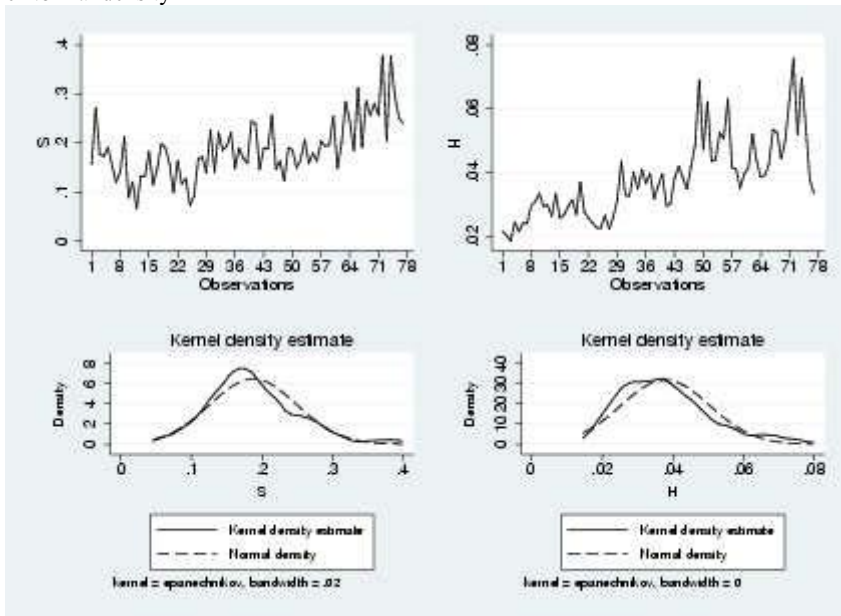 S
.4
.3
.2
.1
0
1 8 15 22 29 36 43 50 57 64 71 78
Observations
H
.08
.06
.04
.02
1 8 15 22 29 36 43 50 57 64 71 78
Observations
Kernel density estimate
Density
8
6
4
2
0
0 .1 .2 .3 .4
S
Kernel density estimate
Normal density
kernel = epanechnikov, bandwidth = .02
Kernel density estimate
Density
40
30
20
10
0
0 .02 .04 .06 .08
H
Kernel density estimate
Normal density
kernel = epanechnikov, bandwidth = 0